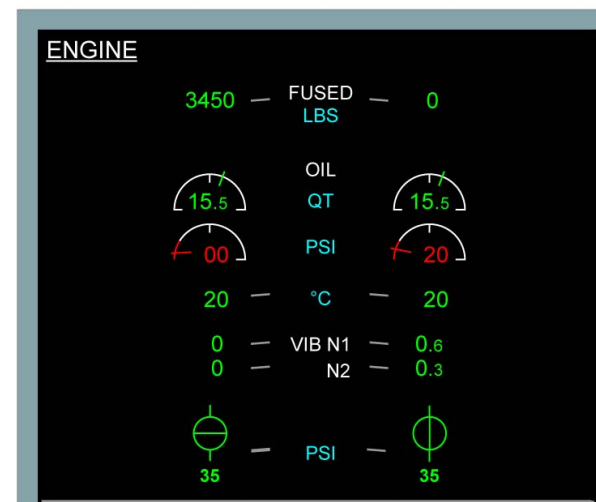 ENGINE
3450 FUSED 0
LBS
OIL
15.5 QT 15.5
00 PSI 20
20 °C 20
0 VIB N1 0.6
0 N2 0.3
PSI
35 35